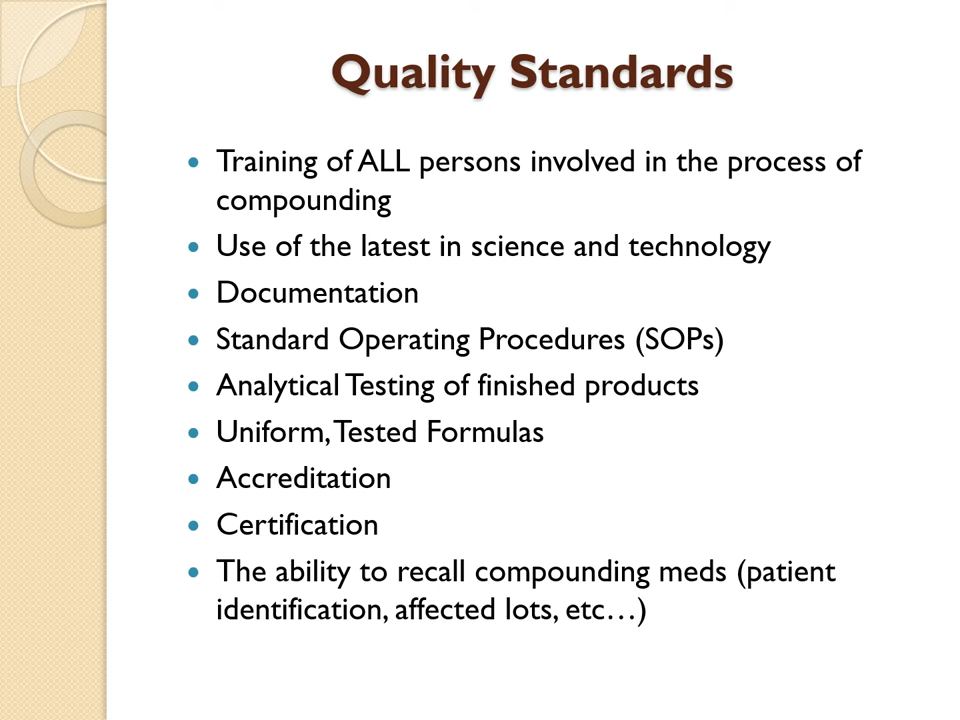 Quality Standards
• Training of ALL persons involved in the process of
compounding
• Use of the latest in science and technology
• Documentation
• Standard Operating Procedures (SOPs)
• Analytical Testing of finished products
• Uniform, Tested Formulas
• Accreditation
• Certification
• The ability to recall compounding meds (patient
identification, affected lots, etc…)